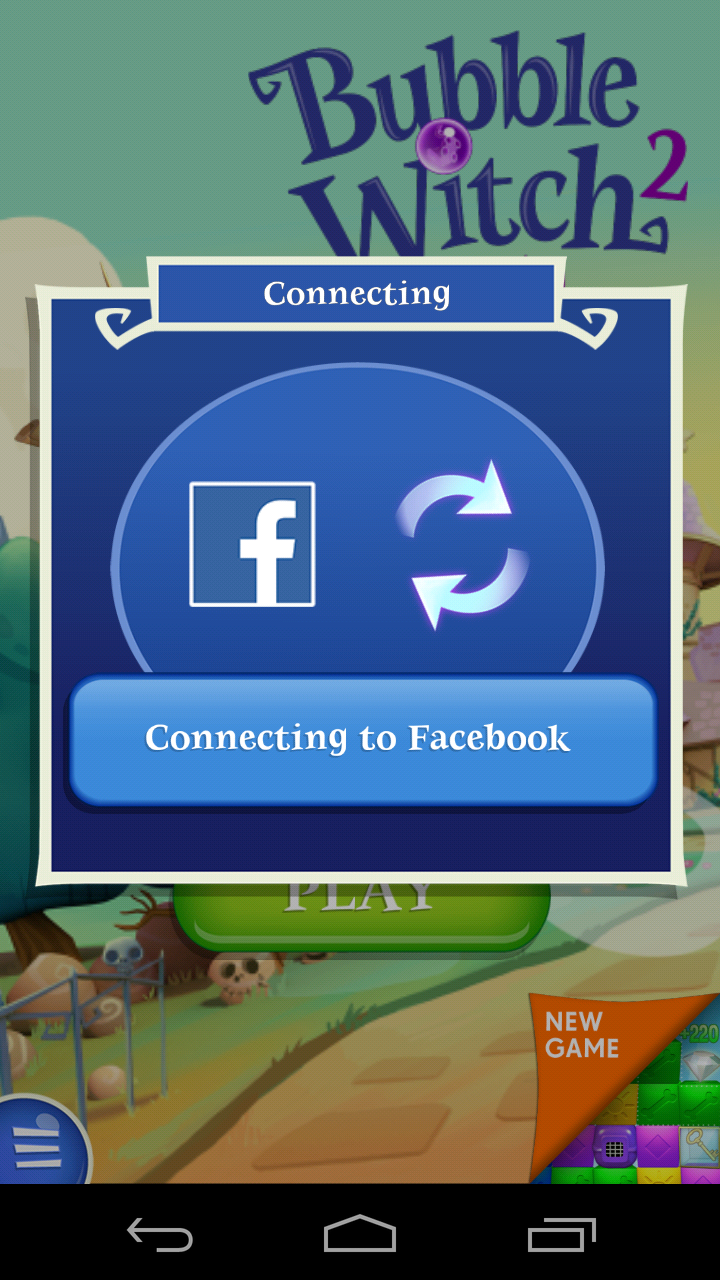 Bubble
Witch 2
Connecting
Connecting to Facebook
PLAY
NEW
GAME
+220